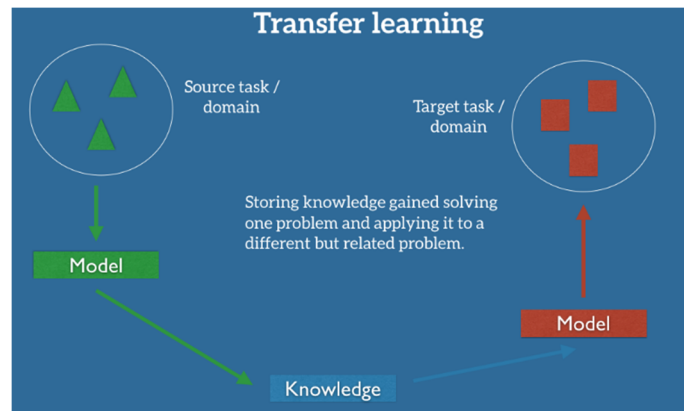 Transfer learning
Source task /
domain
Target task /
domain
Storing knowledge gained solving
one problem and applying it to a
different but related problem.
Model
Model
Knowledge